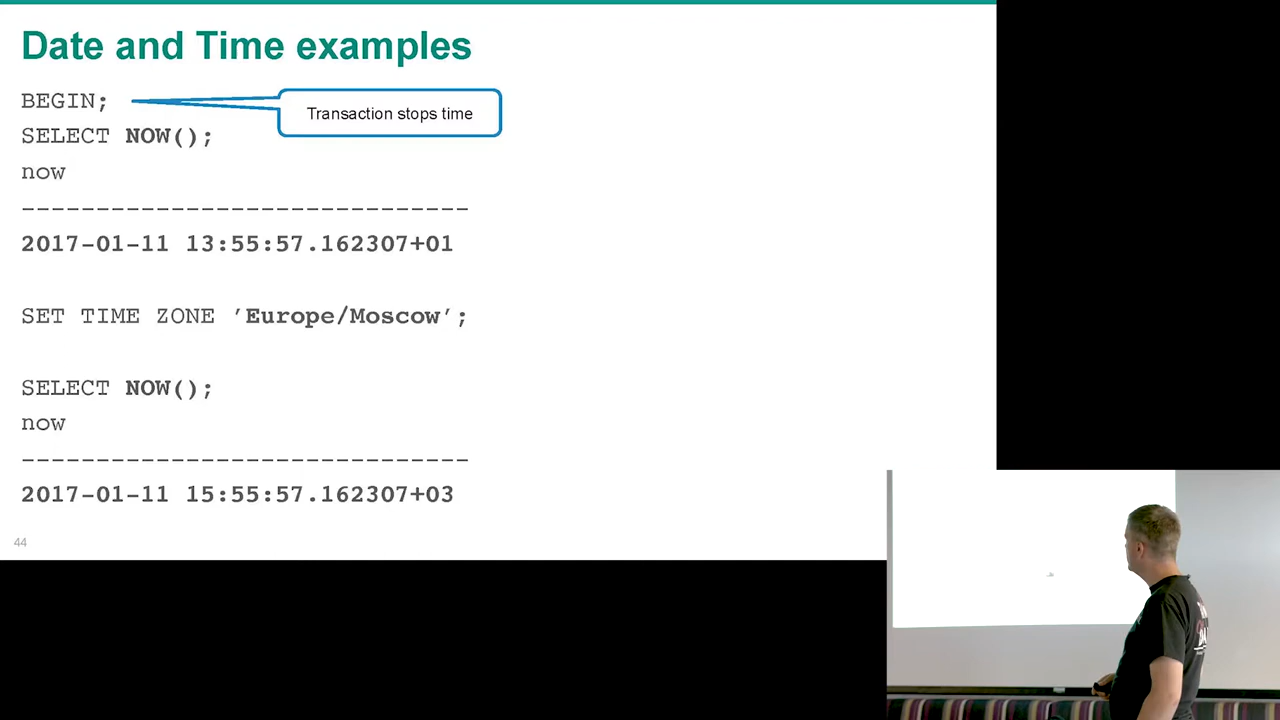 Date and Time examples
BEGIN;
Transaction stops time
SELECT NOW();
now
------------------------------
2017-01-11 13:55:57.162307+01
SET TIME ZONE ’Europe/Moscow’;
SELECT NOW();
now
------------------------------
2017-01-11 15:55:57.162307+03
44